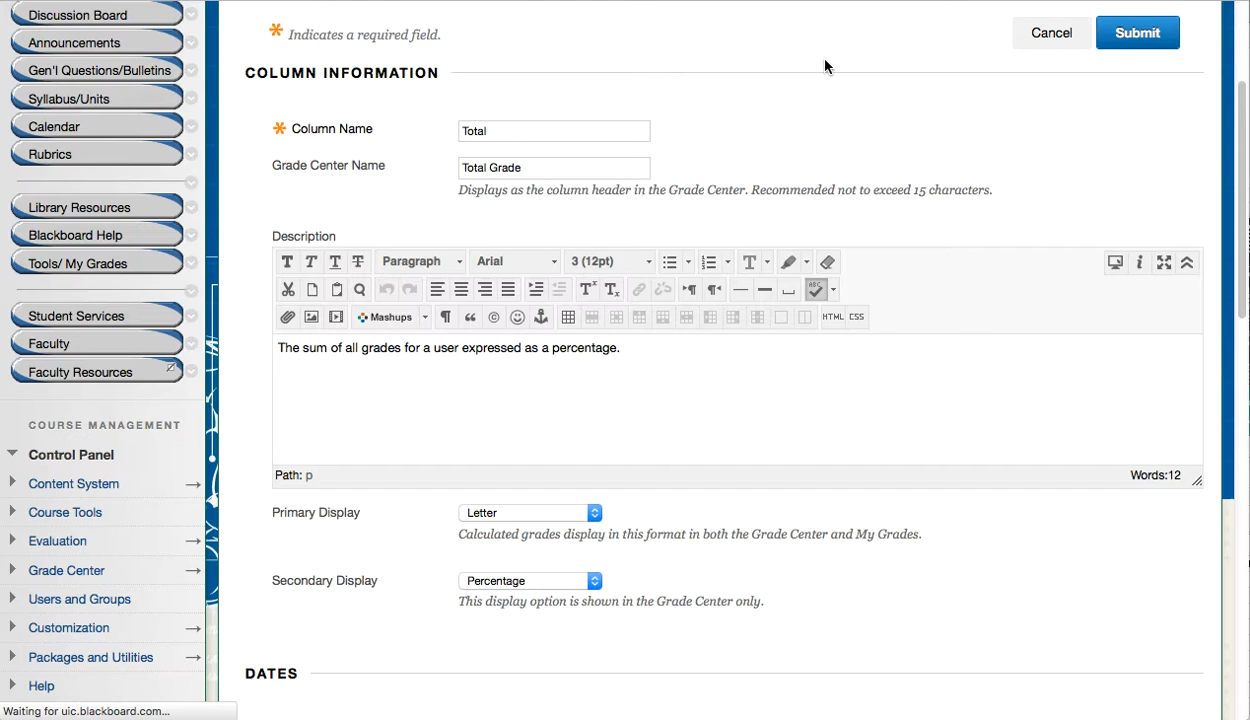 Discussion Board
Announcements
Gen'l Questions/Bulletins
Syllabus/Units
Calendar
Rubrics
Library Resources
Blackboard Help
Tools/ My Grades
Student Services
Faculty
Faculty Resources
COURSE MANAGEMENT
Control Panel
Content System
Course Tools
Evaluation
Grade Center
Users and Groups
Customization
Packages and Utilities
Help
Waiting for uic.blackboard.com...
* Indicates a required field.
Cancel
Submit
COLUMN INFORMATION
* Column Name
Total
Grade Center Name
Total Grade
Displays as the column header in the Grade Center. Recommended not to exceed 15 characters.
Description
T T T T Paragraph Arial 3 (12pt) T
Tx Tx
Mashups HTML CSS
The sum of all grades for a user expressed as a percentage.
Path: p
Words:12
Primary Display
Letter
Calculated grades display in this format in both the Grade Center and My Grades.
Secondary Display
Percentage
This display option is shown in the Grade Center only.
DATES